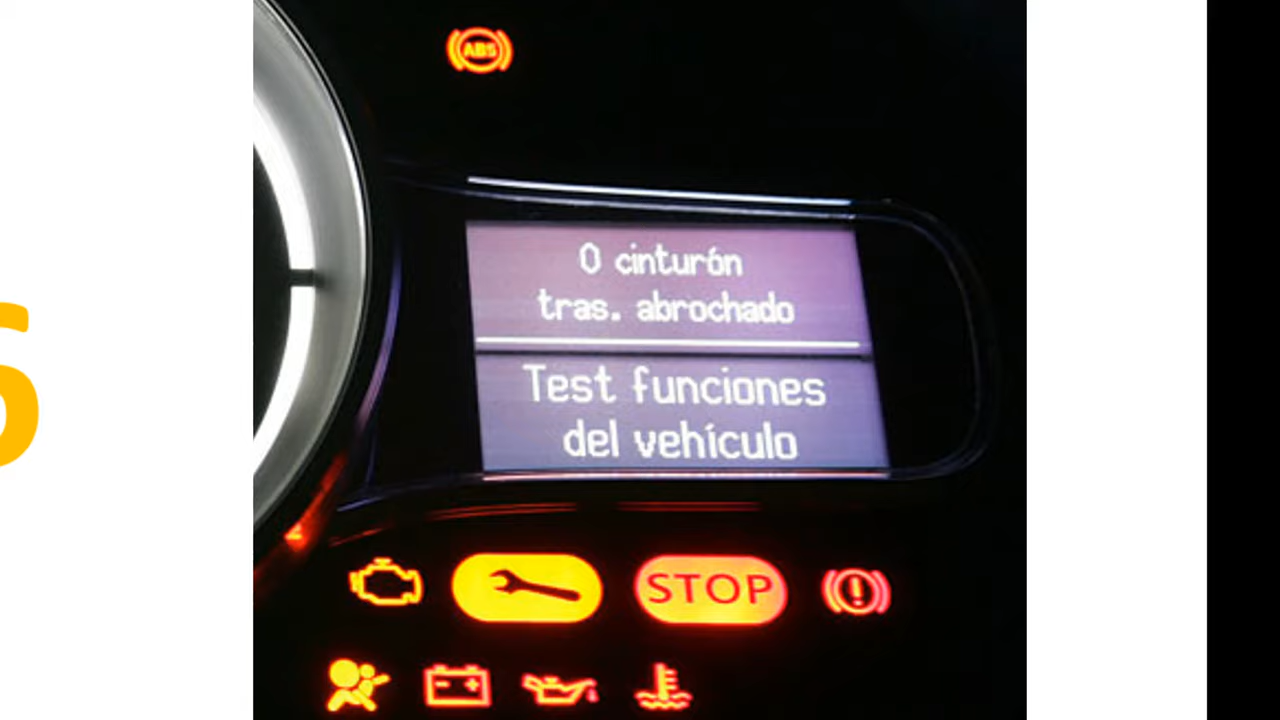 ABS
0 cinturón
tras. abrochado
Test funciones
del vehículo
STOP